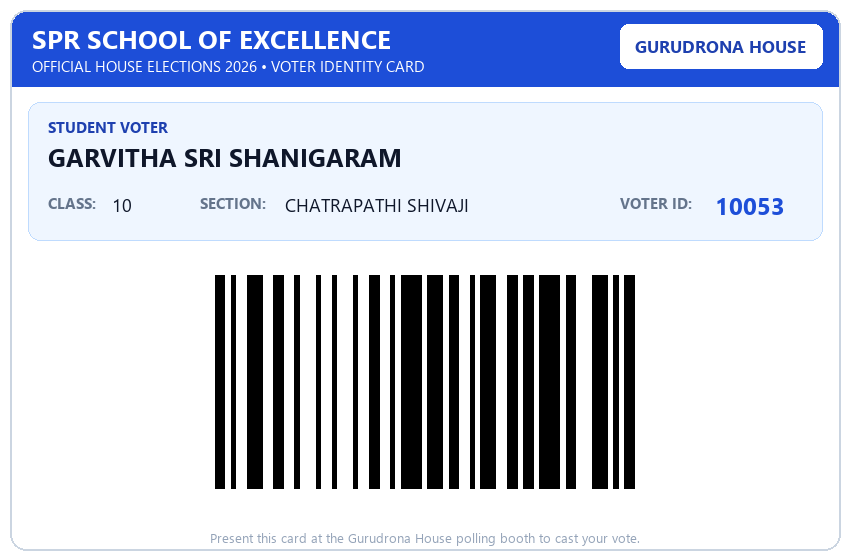 SPR SCHOOL OF EXCELLENCE
OFFICIAL HOUSE ELECTIONS 2026 • VOTER IDENTITY CARD
GURUDRONA HOUSE
STUDENT VOTER
GARVITHA SRI SHANIGARAM
CLASS: 10 SECTION: CHATRAPATHI SHIVAJI VOTER ID: 10053
Present this card at the Gurudrona House polling booth to cast your vote.